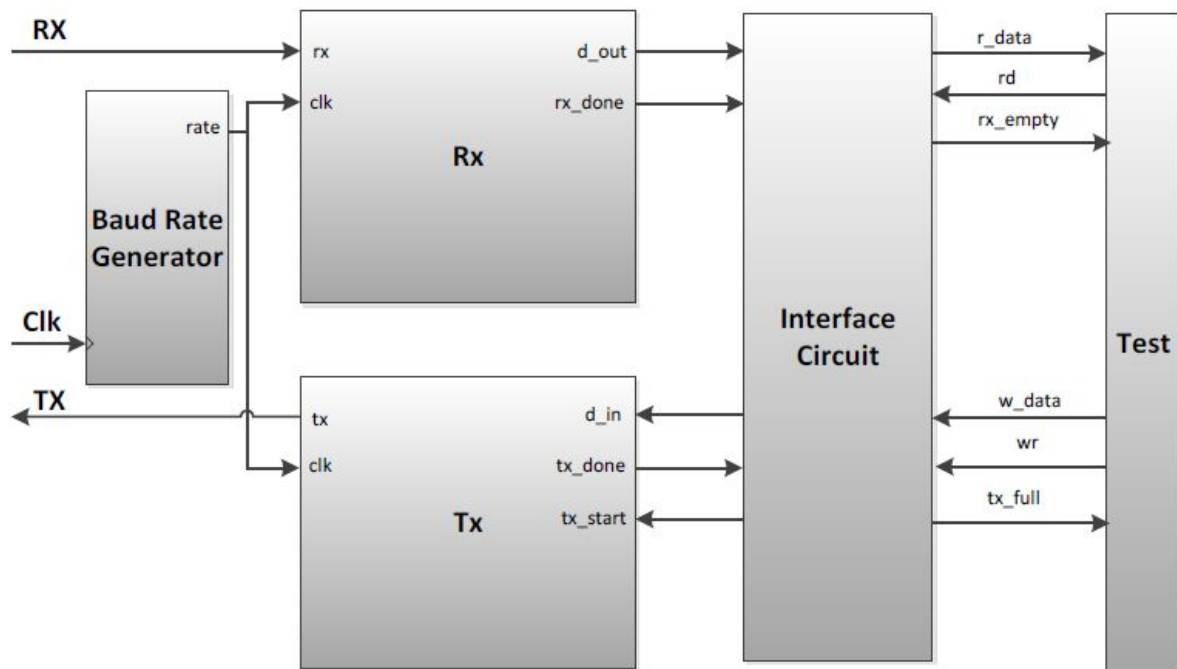 RX
rx
d_out
r_data
rd
clk
rx_done
rate
rx_empty
Rx
Baud Rate
Generator
Clk
Interface
Circuit
Test
TX
tx
d_in
w_data
clk
tx_done
wr
tx_start
tx_full
Tx